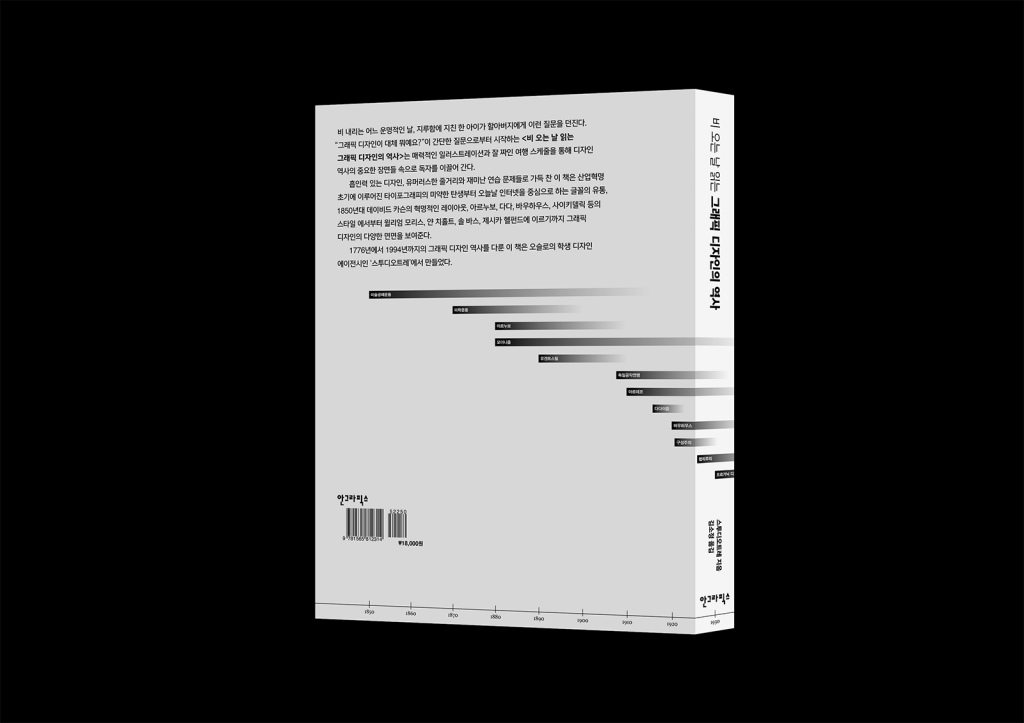 비 내리는 어느 운명적인 날, 지루함에 지친 한 아이가 할아버지에게 이런 질문을 던진다.
“그래픽 디자인이 대체 뭐예요?”이 간단한 질문으로부터 시작하는 <비 오는 날 읽는
그래픽 디자인의 역사>는 매력적인 일러스트레이션과 잘 짜인 여행 스케줄을 통해 디자인
역사의 중요한 장면들 속으로 독자를 이끌어 간다.
흡인력 있는 디자인, 유머러스한 줄거리와 재미난 연습 문제들로 가득 찬 이 책은 산업혁명
초기에 이루어진 타이포그래피의 미약한 탄생부터 오늘날 인터넷을 중심으로 하는 글꼴의 유통,
1850년대 데이비드 카슨의 혁명적인 레이아웃, 아르누보, 다다, 바우하우스, 사이키델릭 등의
스타일 에서부터 윌리엄 모리스, 얀 치홀트, 솔 바스, 제시카 헬펀드에 이르기까지 그래픽
디자인의 다양한 면면을 보여준다.
1776년에서 1994년까지의 그래픽 디자인 역사를 다룬 이 책은 오슬로의 학생 디자인
에이전시인 ‘스투디오트레’에서 만들었다.
미술공예운동
미학운동
아르누보
모더니즘
포켄트스틸
독일공작연맹
아르데코
다다이즘
바우하우스
구성주의
합리주의
안그라픽스
02250
9 781565 812314
₩18,000원
1850
1860
1870
1880
1890
1900
1910
1920
1930
비 오는 날 읽는 그래픽 디자인의 역사
스투디오트레 지음
김소정 옮김
안그라픽스